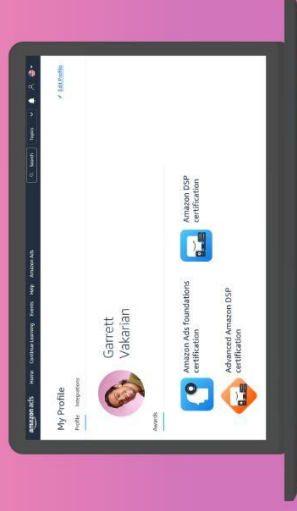 amazon ads Home Continue Learning Events Help Amazon Ads Search Topics
My Profile
Edit Profile
Profile Integrations
Garrett
Vakarian
Awards
Amazon Ads foundations
certification
Amazon DSP
certification
Advanced Amazon DSP
certification